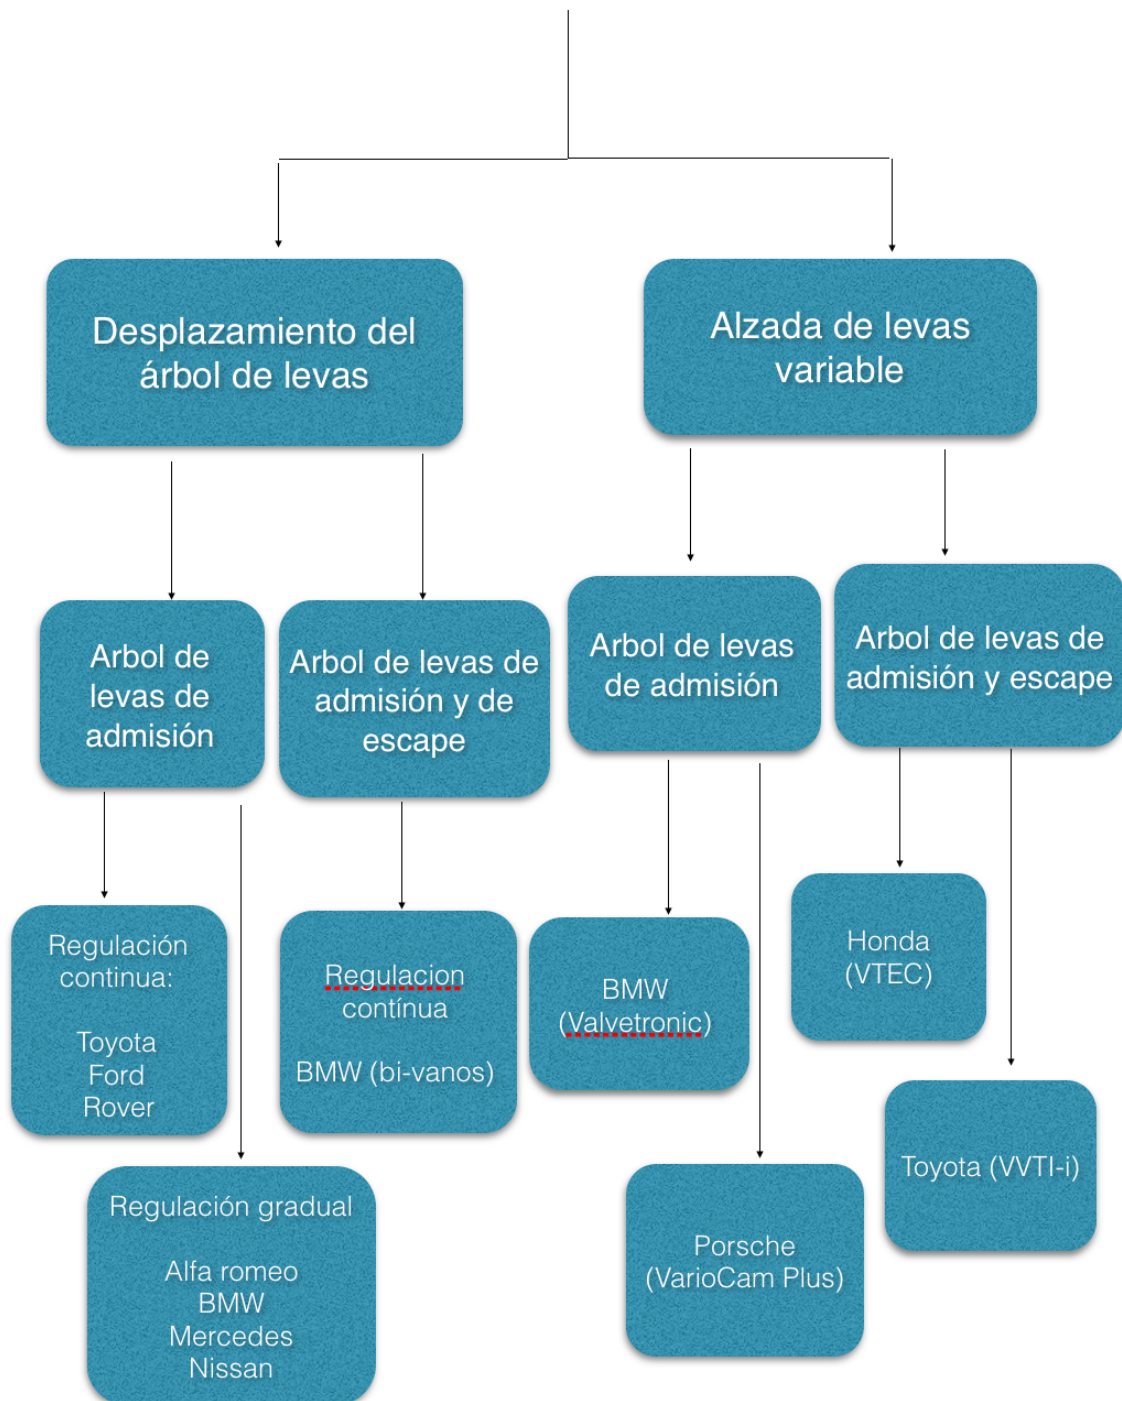 Desplazamiento del
árbol de levas
Alzada de levas
variable
Arbol de
levas de
admisión
Arbol de levas de
admisión y de
escape
Arbol de levas
de admisión
Arbol de levas de
admisión y escape
Regulación
continua:
Toyota
Ford
Rover
Regulacion
contínua
BMW (bi-vanos)
BMW
(Valvetronic)
Honda
(VTEC)
Toyota (VVTI-i)
Regulación gradual
Alfa romeo
BMW
Mercedes
Nissan
Porsche
(VarioCam Plus)